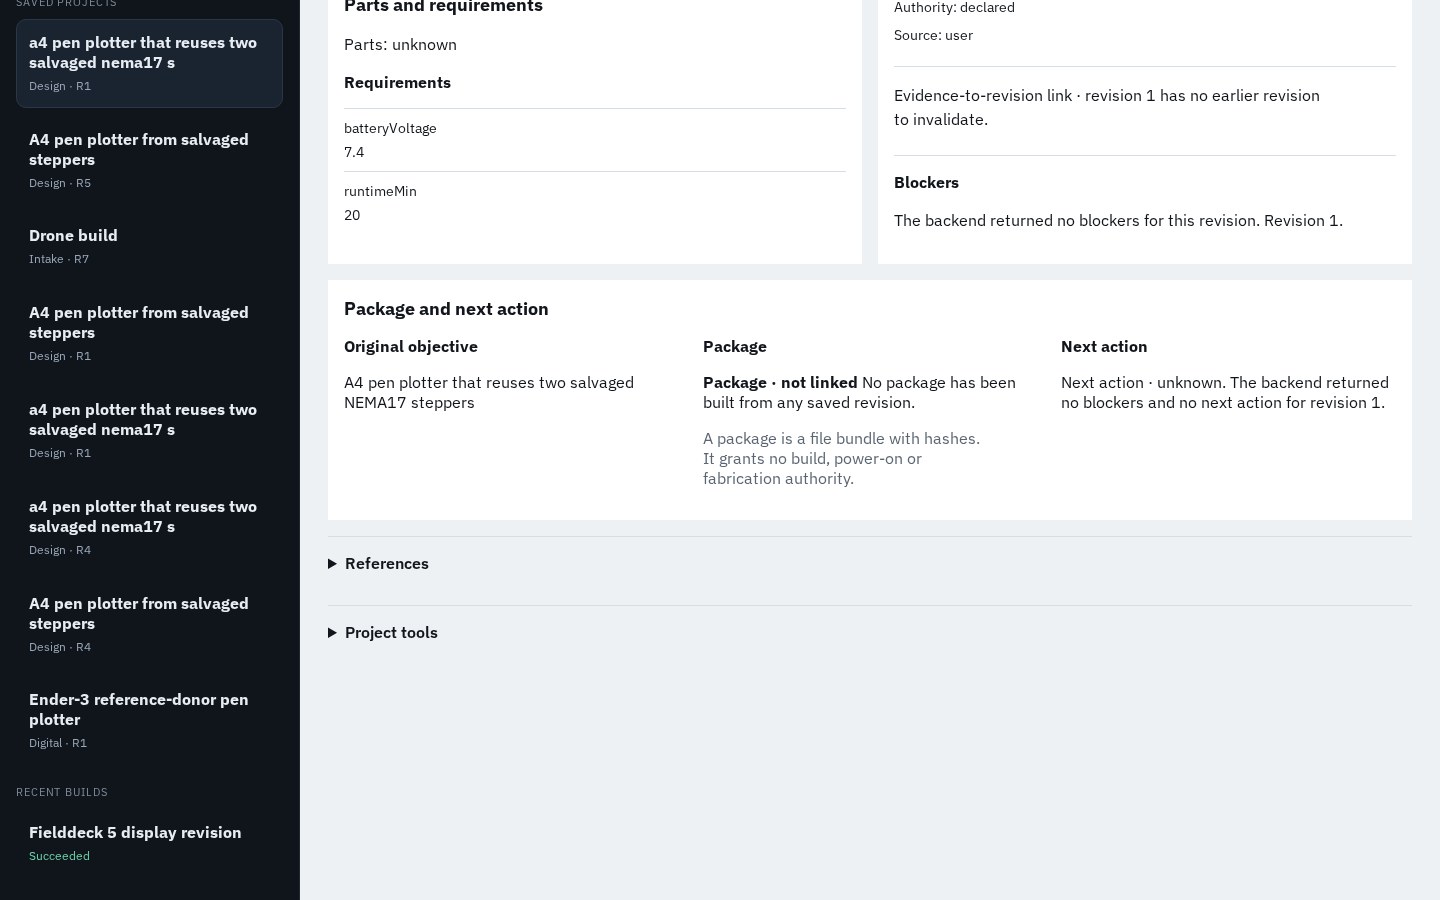 SAVED PROJECTS
a4 pen plotter that reuses two
salvaged nema17 s
Design · R1
A4 pen plotter from salvaged
steppers
Design · R5
Drone build
Intake · R7
A4 pen plotter from salvaged
steppers
Design · R1
a4 pen plotter that reuses two
salvaged nema17 s
Design · R1
a4 pen plotter that reuses two
salvaged nema17 s
Design · R4
A4 pen plotter from salvaged
steppers
Design · R4
Ender-3 reference-donor pen
plotter
Digital · R1
RECENT BUILDS
Fielddeck 5 display revision
Succeeded
Parts and requirements
Parts: unknown
Requirements
batteryVoltage
7.4
runtimeMin
20
Authority: declared
Source: user
Evidence-to-revision link · revision 1 has no earlier revision
to invalidate.
Blockers
The backend returned no blockers for this revision. Revision 1.
Package and next action
Original objective
A4 pen plotter that reuses two salvaged
NEMA17 steppers
Package
Package · not linked No package has been
built from any saved revision.
A package is a file bundle with hashes.
It grants no build, power-on or
fabrication authority.
Next action
Next action · unknown. The backend returned
no blockers and no next action for revision 1.
References
Project tools